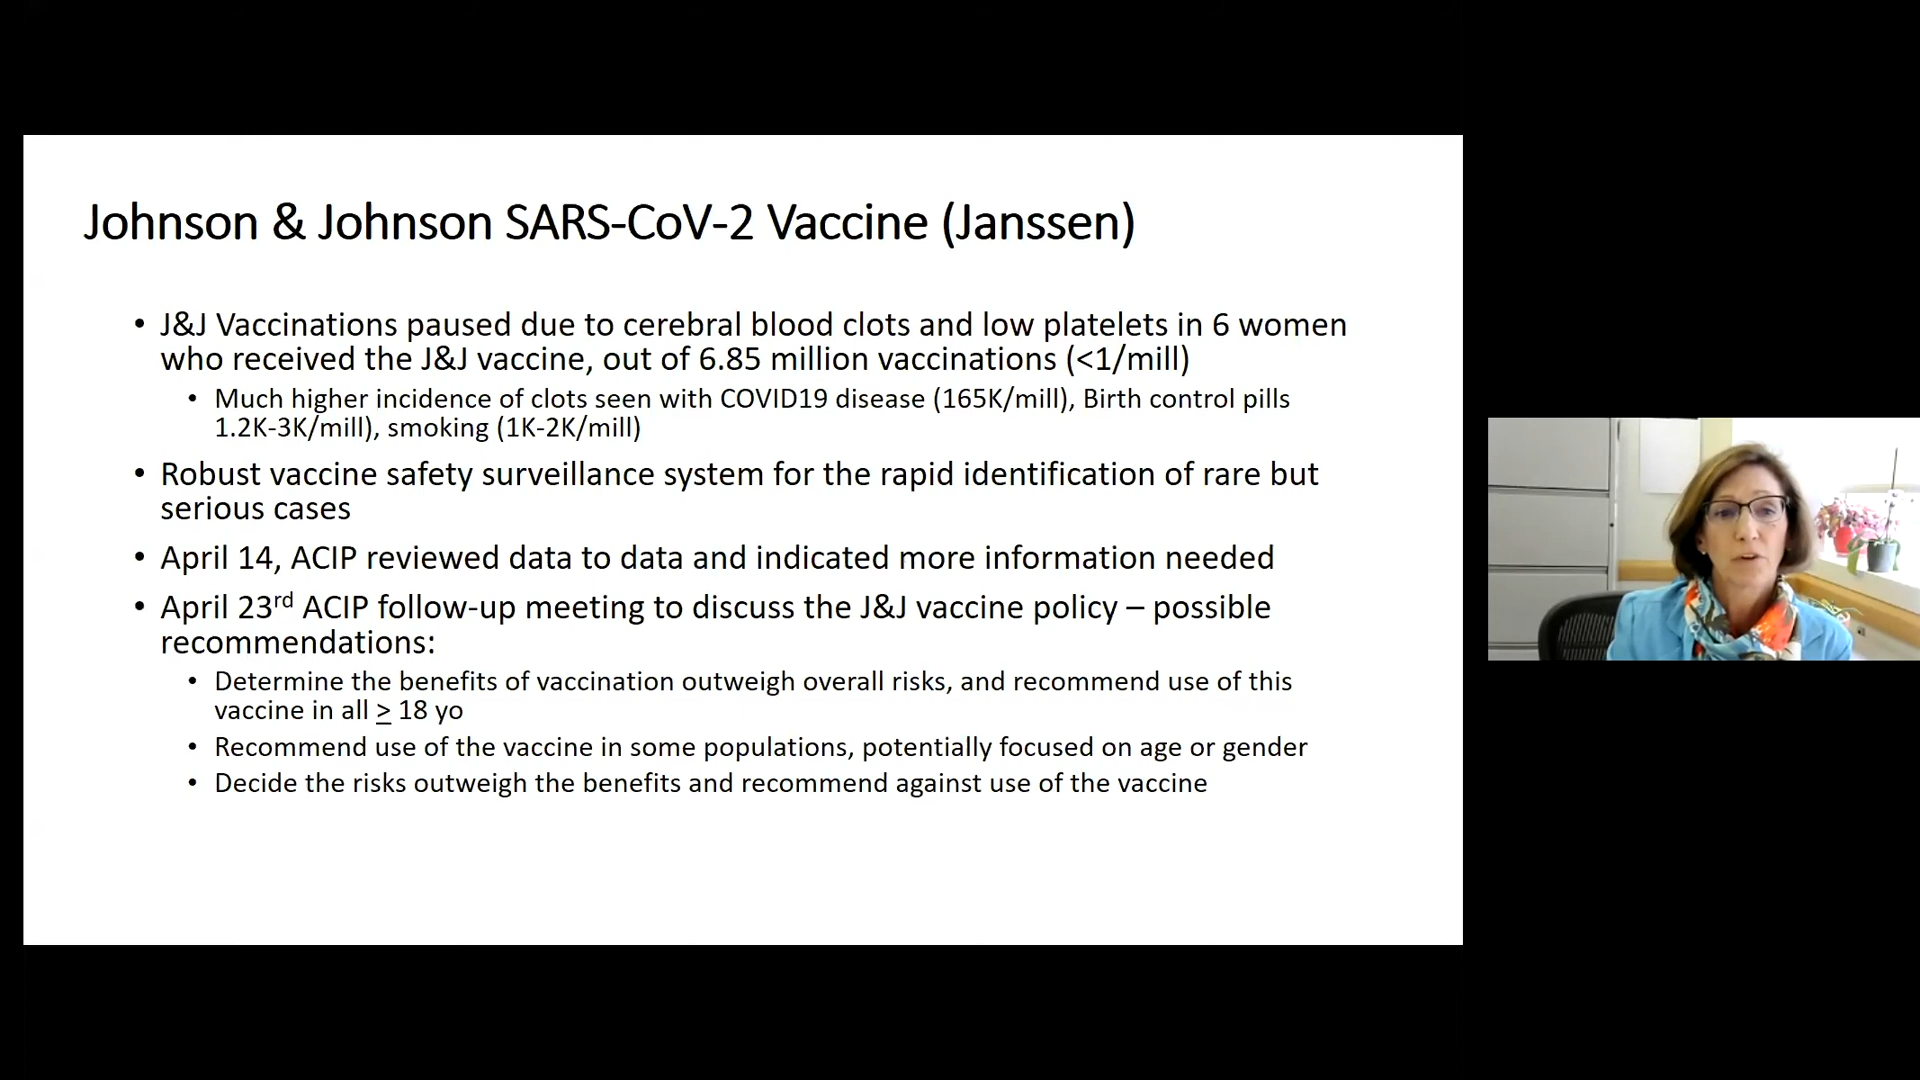 Johnson & Johnson SARS-CoV-2 Vaccine (Janssen)
• J&J Vaccinations paused due to cerebral blood clots and low platelets in 6 women
who received the J&J vaccine, out of 6.85 million vaccinations (<1/mill)
• Much higher incidence of clots seen with COVID19 disease (165K/mill), Birth control pills
1.2K-3K/mill), smoking (1K-2K/mill)
• Robust vaccine safety surveillance system for the rapid identification of rare but
serious cases
• April 14, ACIP reviewed data to data and indicated more information needed
• April 23rd ACIP follow-up meeting to discuss the J&J vaccine policy – possible
recommendations:
• Determine the benefits of vaccination outweigh overall risks, and recommend use of this
vaccine in all ≥ 18 yo
• Recommend use of the vaccine in some populations, potentially focused on age or gender
• Decide the risks outweigh the benefits and recommend against use of the vaccine